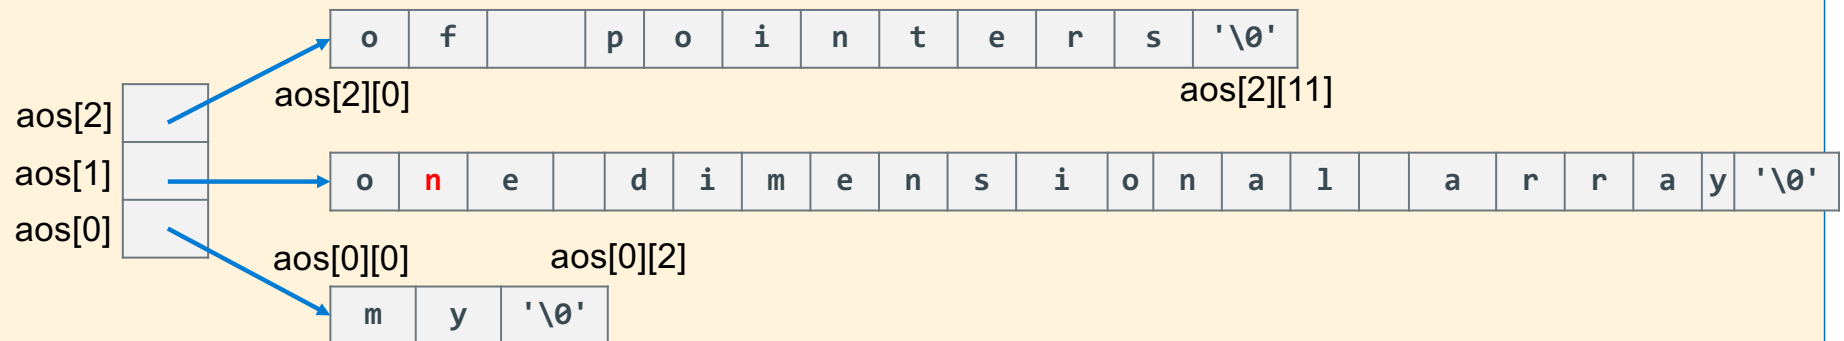 o f p o i n t e r s '\0'
aos[2][0] aos[2][11]
aos[2]
aos[1] o n e d i m e n s i o n a l a r r a y '\0'
aos[0]
aos[0][0] aos[0][2]
m y '\0'